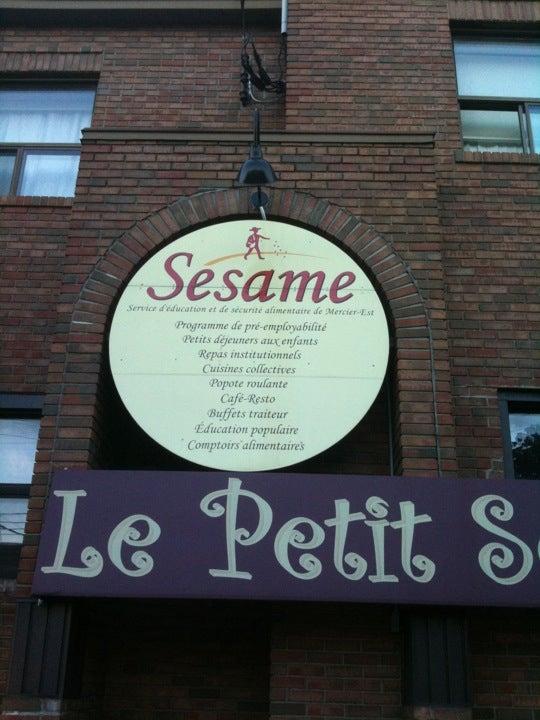 Sesame
Service d'éducation et de sécurité alimentaire de Mercier-Est
Programme de pré-employabilité
Petits déjeuners aux enfants
Repas institutionnels
Cuisines collectives
Popote roulante
Café-Resto
Buffets traiteur
Éducation populaire
Comptoirs alimentaires
Le Petit Se